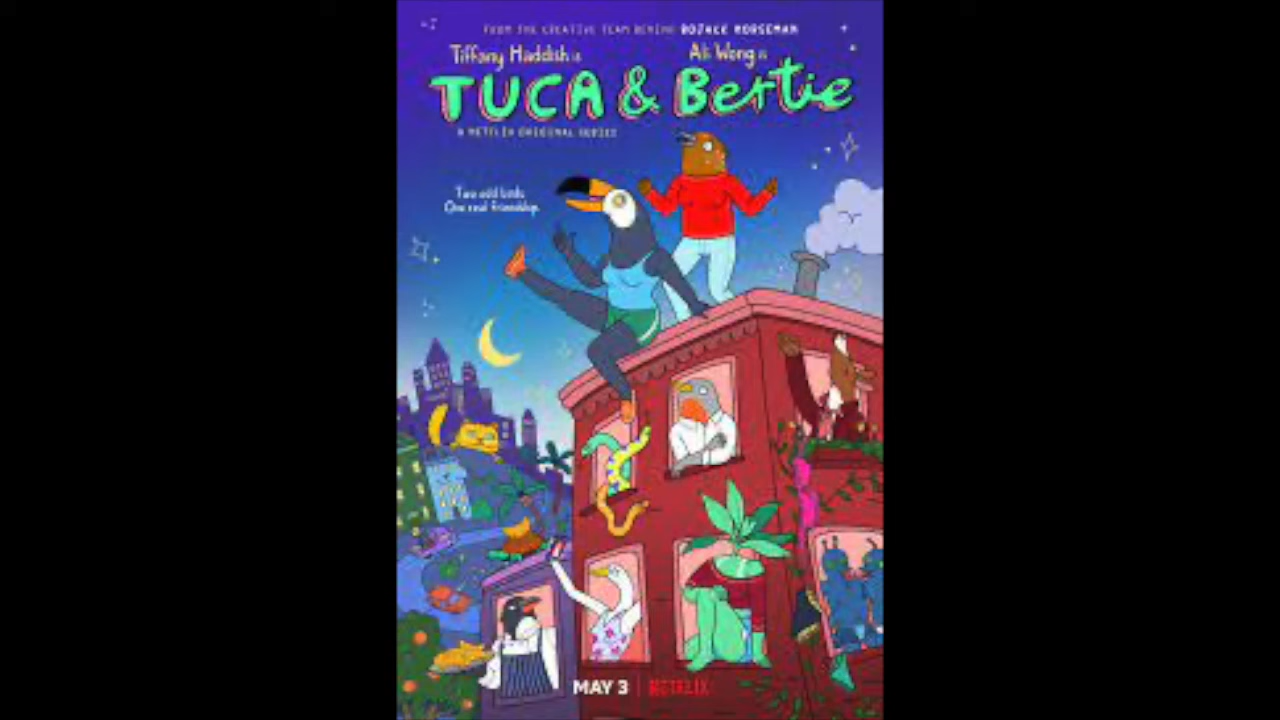 FROM THE CREATIVE TEAM BEHIND BOJACK HORSEMAN
Tiffany Haddish is Ali Wong is
TUCA & Bertie
A NETFLIX ORIGINAL SERIES
Two odd birds.
One real friendship.
MAY 3 | NETFLIX